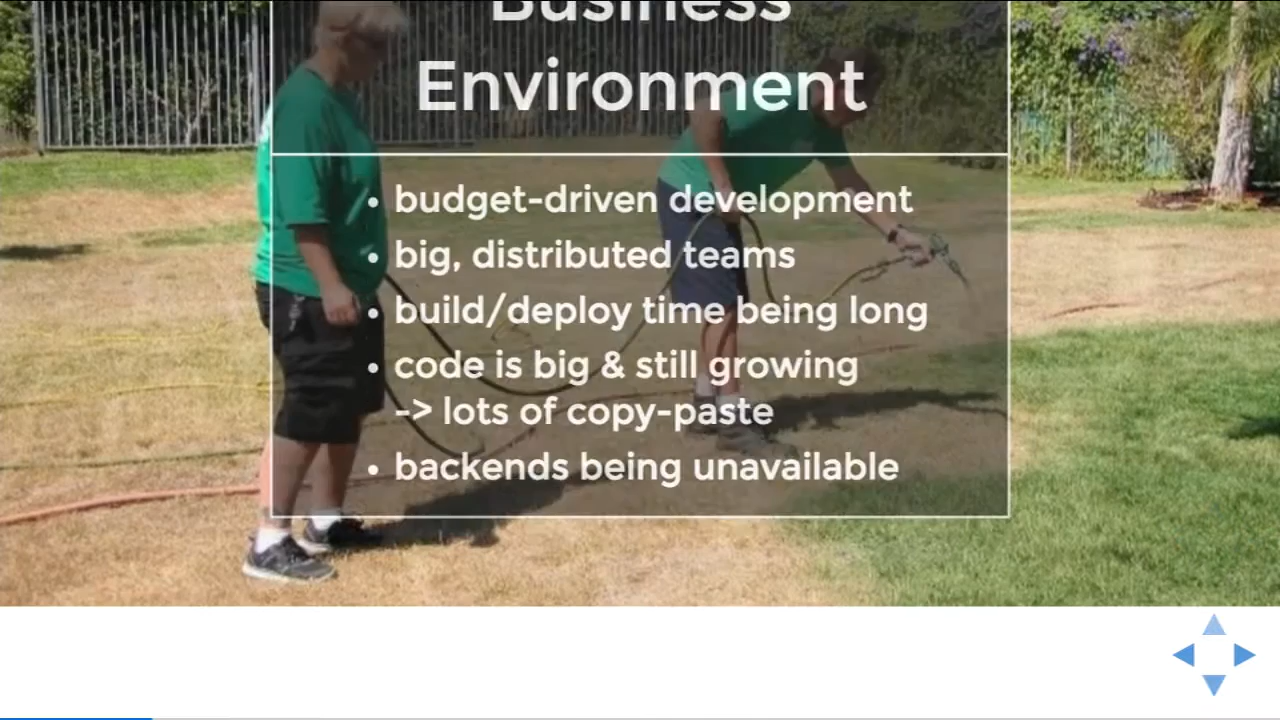 Business
Environment
• budget-driven development
• big, distributed teams
• build/deploy time being long
• code is big & still growing
-> lots of copy-paste
• backends being unavailable